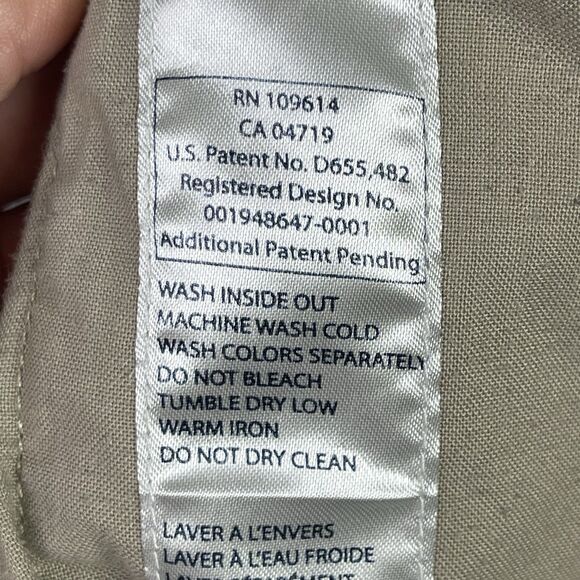 RN 109614
CA 04719
U.S. Patent No. D655,482
Registered Design No.
001948647-0001
Additional Patent Pending
WASH INSIDE OUT
MACHINE WASH COLD
WASH COLORS SEPARATELY
DO NOT BLEACH
TUMBLE DRY LOW
WARM IRON
DO NOT DRY CLEAN
LAVER A L'ENVERS
LAVER À L'EAU FROIDE
LAVER SÉPARÉMENT